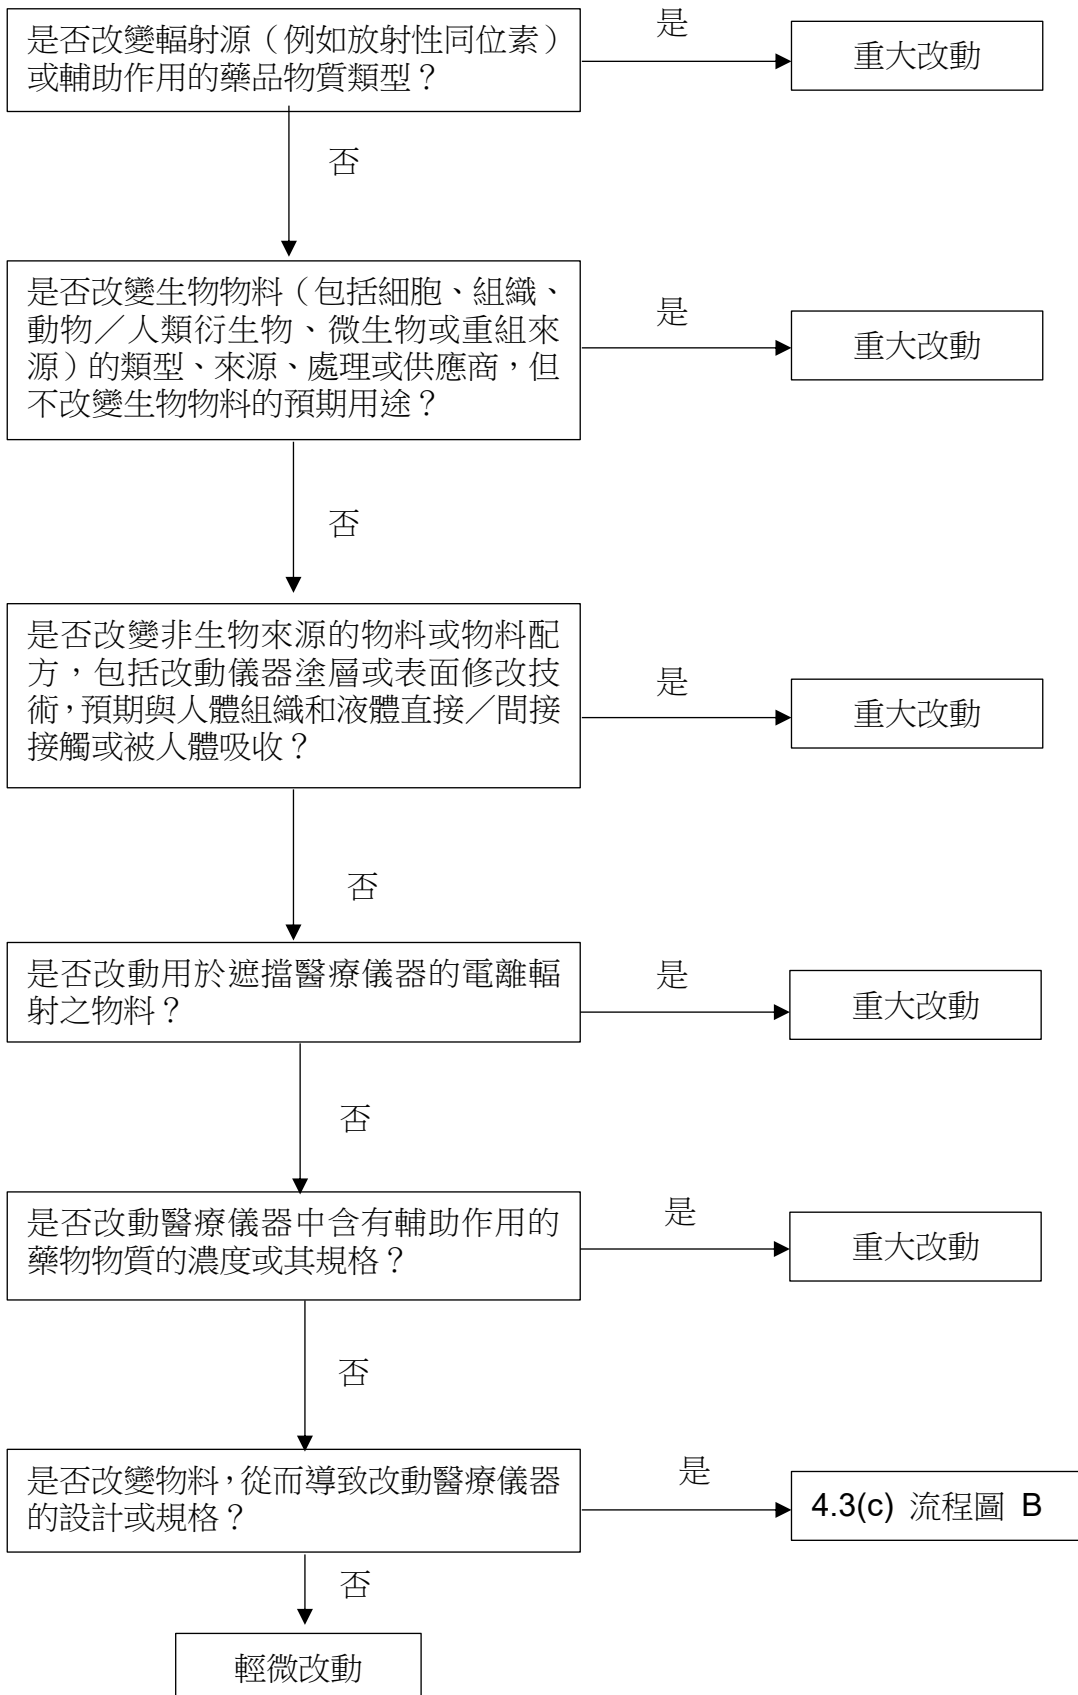 是否改變輻射源（例如放射性同位素）
或輔助作用的藥品物質類型？
是
重大改動
否
是否改變生物物料（包括細胞、組織、
動物／人類衍生物、微生物或重組來
源）的類型、來源、處理或供應商，但
不改變生物物料的預期用途？
是
重大改動
否
是否改變非生物來源的物料或物料配
方，包括改動儀器塗層或表面修改技
術，預期與人體組織和液體直接／間接
接觸或被人體吸收？
是
重大改動
否
是否改動用於遮擋醫療儀器的電離輻
射之物料？
是
重大改動
否
是否改動醫療儀器中含有輔助作用的
藥物物質的濃度或其規格？
是
重大改動
否
是否改變物料，從而導致改動醫療儀器
的設計或規格？
是
4.3(c) 流程圖 B
否
輕微改動